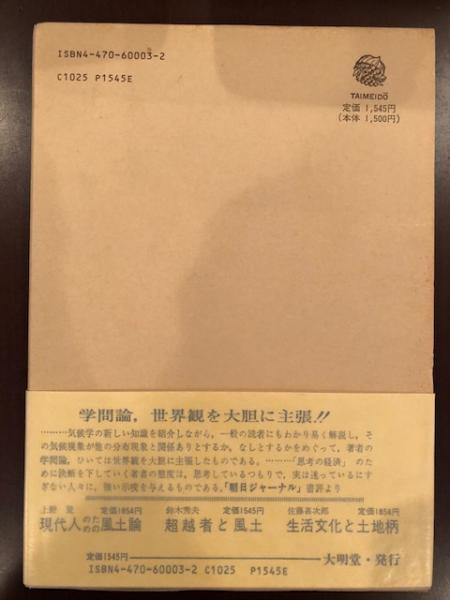 ISBN4-470-60003-2
C1025 P1545E
TAIMEIDO
定価 1,545円
(本体 1,500円)
学問論，世界観を大胆に主張!!
………気候学の新しい知識を紹介しながら，一般の読者にもわかり易く解説し，そ
の気候現象が他の分布現象と関係ありとするか，なしとするかをめぐって，著者の
学問論，ひいては世界観を大胆に主張したものである。………「思考の経済」のた
めに決断を下していく著者の態度は，思考しているつもりで，実は迷っているにす
ぎない人々に，強い示唆を与えるものである。「朝日ジャーナル」書評より
上野 登 定価1854円 鈴木秀夫 定価1545円 佐藤甚次郎 定価1854円
現代人のための風土論 超越者と風土 生活文化と土地柄
定価1545円 大明堂・発行
ISBN4-470-60003-2 C1025 P1545E